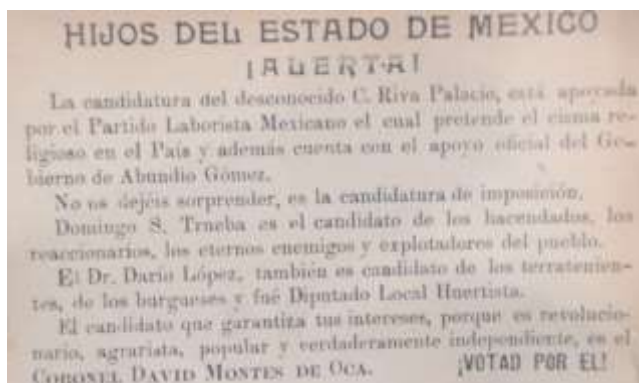 HIJOS DEL ESTADO DE MEXICO
¡ALERTA!
La candidatura del desconocido C. Riva Palacio, está apoyada
por el Partido Laborista Mexicano el cual pretende el cisma re-
ligioso en el País y además cuenta con el apoyo oficial del Go-
bierno de Abundio Gómez.
No os dejéis sorprender, es la candidatura de imposición.
Domingo S. Trueba es el candidato de los hacendados, los
reaccionarios, los eternos enemigos y explotadores del pueblo.
El Dr. Darío López, también es candidato de los terratenien-
tes, de los burgueses y fué Diputado Local Huertista.
El candidato que garantiza tus intereses, porque es revolucio-
nario, agrarista, popular y verdaderamente independiente, es el
CORONEL DAVID MONTES DE OCA. ¡VOTAD POR EL!